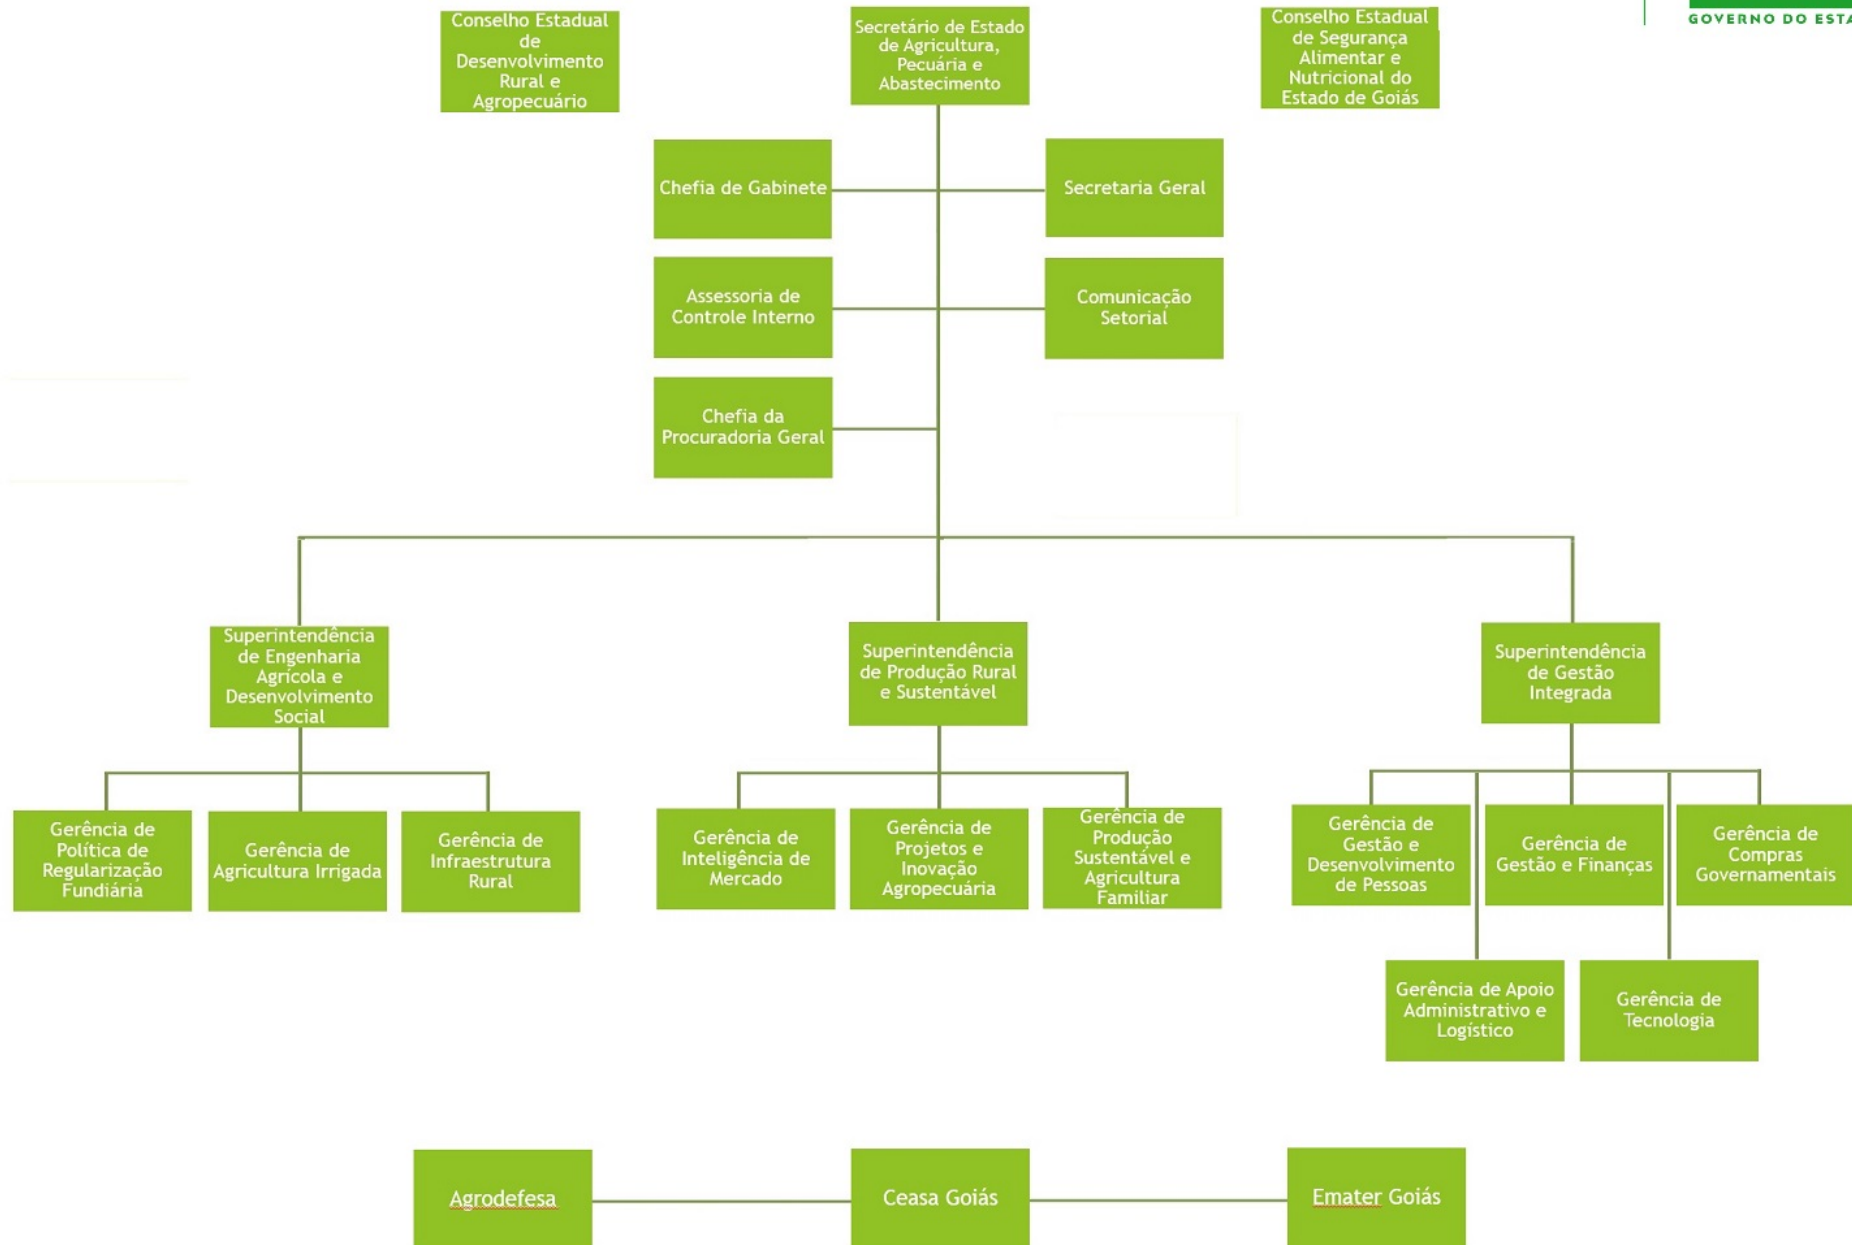 Conselho Estadual
de
Desenvolvimento
Rural e
Agropecuário
Secretário de Estado
de Agricultura,
Pecuária e
Abastecimento
Conselho Estadual
de Segurança
Alimentar e
Nutricional do
Estado de Goiás
GOVERNO DO ESTA
Chefia de Gabinete
Secretaria Geral
Assessoria de
Controle Interno
Comunicação
Setorial
Chefia da
Procuradoria Geral
Superintendência
de Engenharia
Agrícola e
Desenvolvimento
Social
Superintendência
de Produção Rural
e Sustentável
Superintendência
de Gestão
Integrada
Gerência de
Política de
Regularização
Fundiária
Gerência de
Agricultura Irrigada
Gerência de
Infraestrutura
Rural
Gerência de
Inteligência de
Mercado
Gerência de
Projetos e
Inovação
Agropecuária
Gerência de
Produção
Sustentável e
Agricultura
Familiar
Gerência de
Gestão e
Desenvolvimento
de Pessoas
Gerência de
Gestão e Finanças
Gerência de
Compras
Governamentais
Gerência de Apoio
Administrativo e
Logístico
Gerência de
Tecnologia
Agrodefesa
Ceasa Goiás
Emater Goiás